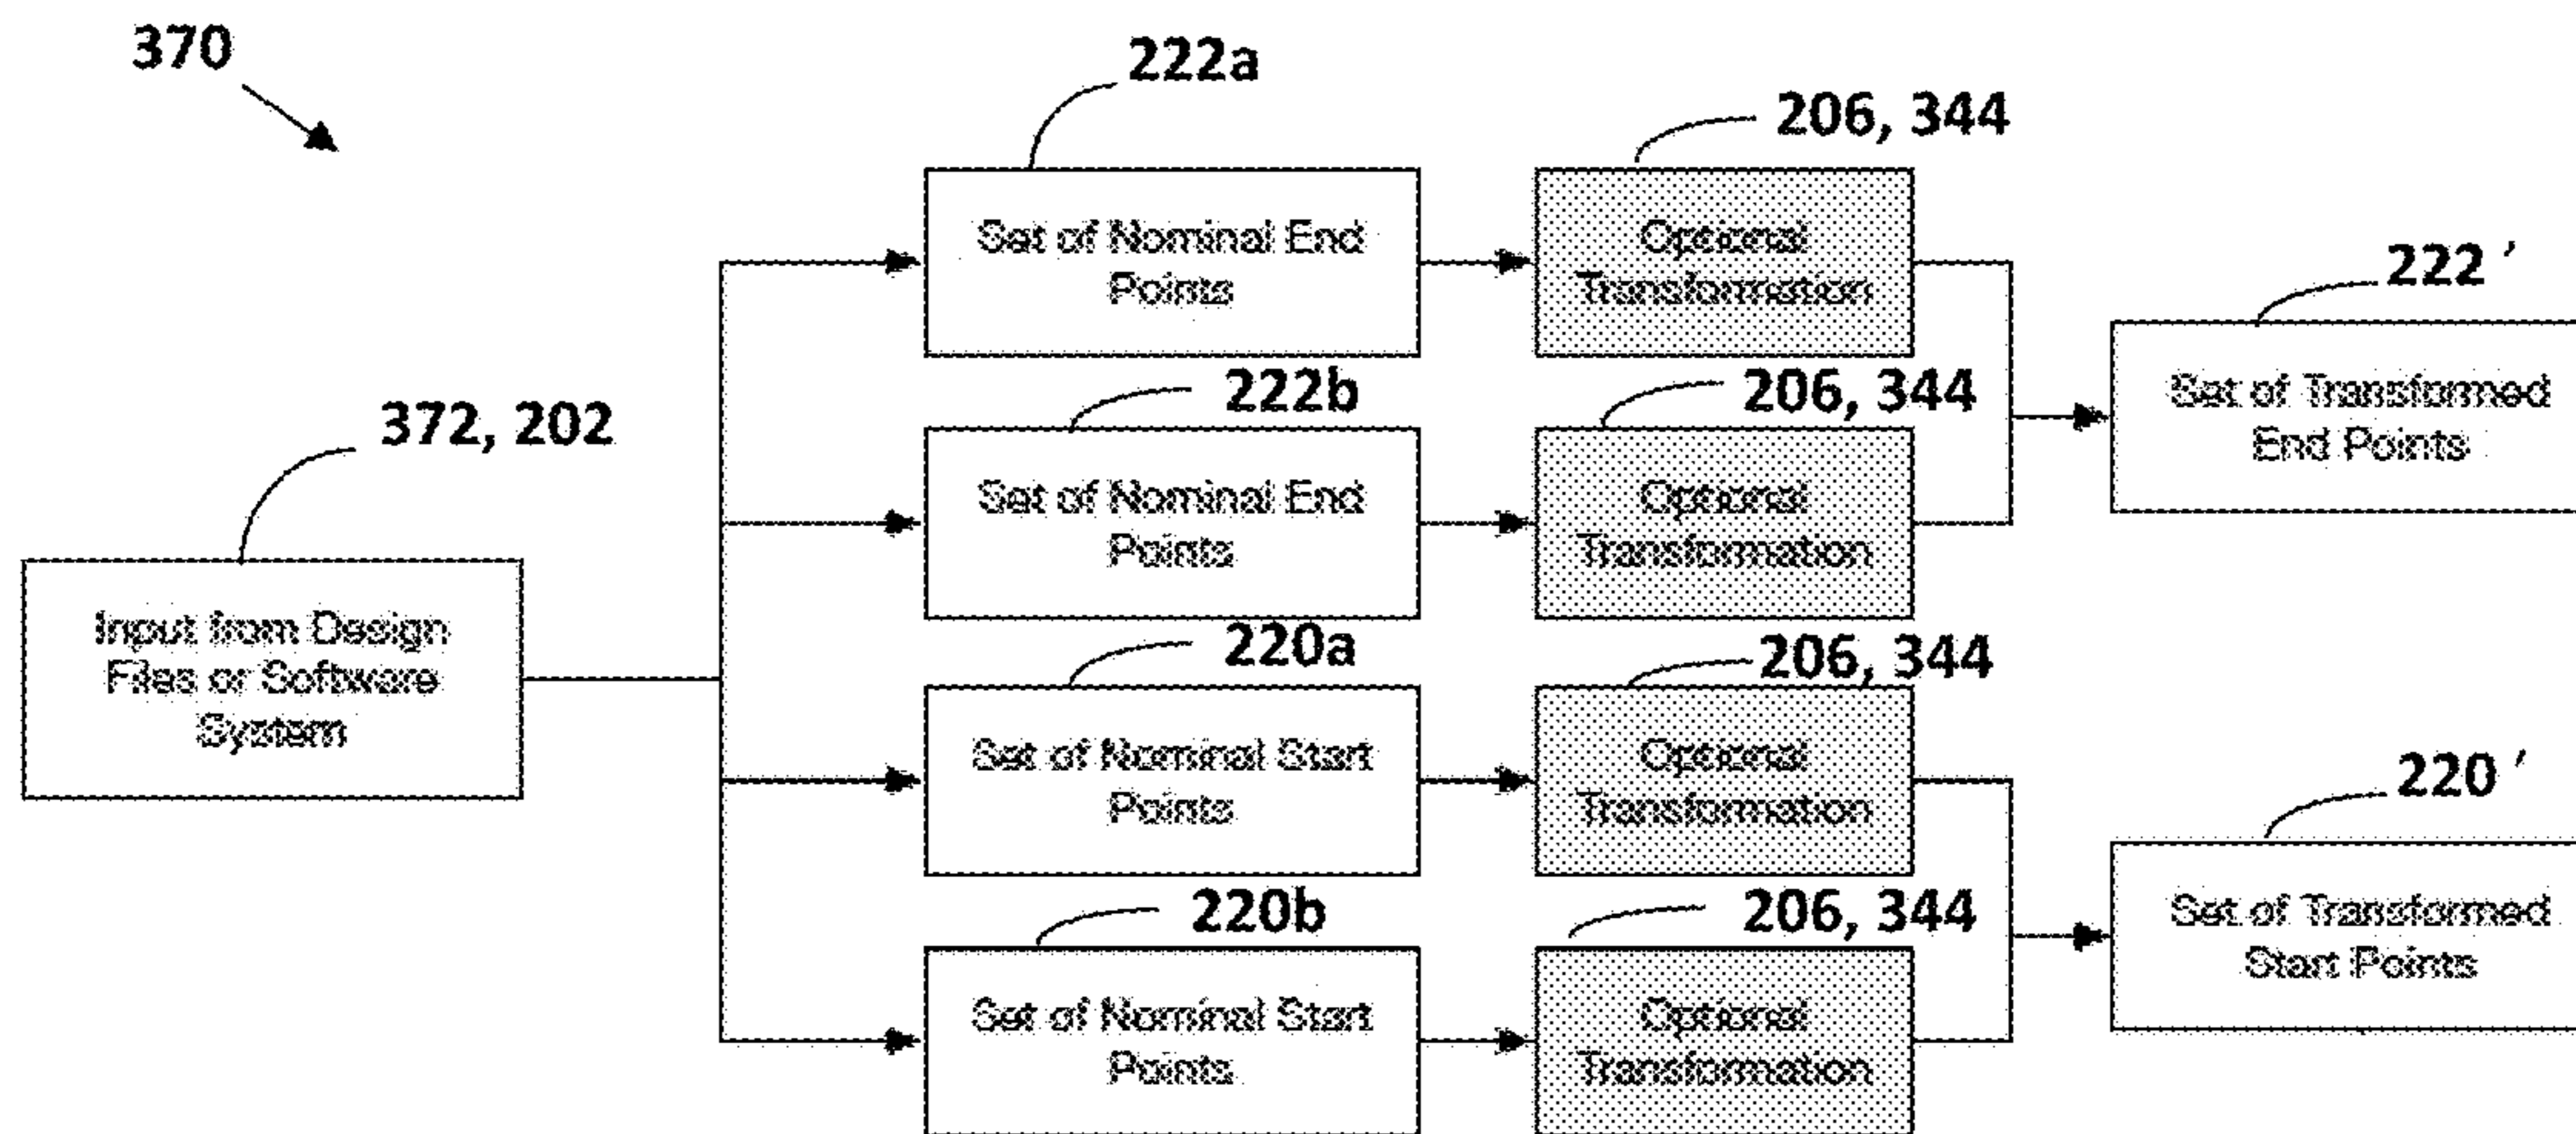 370
222a
206, 344
Set of Nominal End
Points
Optional
Transformation
222 ′
222b
206, 344
Set of Transformed
End Points
372, 202
Set of Nominal End
Points
Optional
Transformation
Input from Design
Files or Software
System
220a
206, 344
Set of Nominal Start
Points
Optional
Transformation
220 ′
220b
206, 344
Set of Transformed
Start Points
Set of Nominal Start
Points
Optional
Transformation